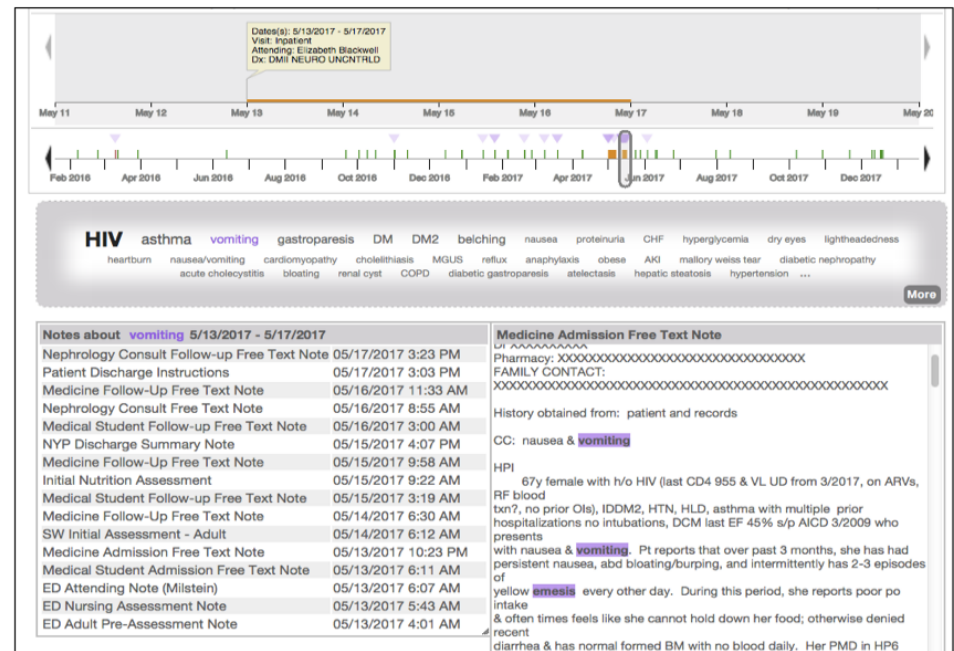 Dates(s): 5/13/2017 - 5/17/2017
Visit: Inpatient
Attending: Elizabeth Blackwell
Dx: DMII NEURO UNCNTRLD
May 11 May 12 May 13 May 14 May 15 May 16 May 17 May 18 May 19 May 20
Feb 2016 Apr 2016 Jun 2016 Aug 2016 Oct 2016 Dec 2016 Feb 2017 Apr 2017 Jun 2017 Aug 2017 Oct 2017 Dec 2017
HIV asthma vomiting gastroparesis DM DM2 belching nausea proteinuria CHF hyperglycemia dry eyes lightheadedness
heartburn nausea/vomiting cardiomyopathy cholelithiasis MGUS reflux anaphylaxis obese AKI mallory weiss tear diabetic nephropathy
acute cholecystitis bloating renal cyst COPD diabetic gastroparesis atelectasis hepatic steatosis hypertension ...
More
Notes about vomiting 5/13/2017 - 5/17/2017
Nephrology Consult Follow-up Free Text Note 05/17/2017 3:23 PM
Patient Discharge Instructions 05/17/2017 3:03 PM
Medicine Follow-Up Free Text Note 05/16/2017 11:33 AM
Nephrology Consult Free Text Note 05/16/2017 8:55 AM
Medical Student Follow-up Free Text Note 05/16/2017 3:00 AM
NYP Discharge Summary Note 05/15/2017 4:07 PM
Medicine Follow-Up Free Text Note 05/15/2017 9:58 AM
Initial Nutrition Assessment 05/15/2017 9:22 AM
Medical Student Follow-up Free Text Note 05/15/2017 3:19 AM
Medicine Follow-Up Free Text Note 05/14/2017 6:30 AM
SW Initial Assessment - Adult 05/14/2017 6:12 AM
Medicine Admission Free Text Note 05/13/2017 10:23 PM
Medical Student Admission Free Text Note 05/13/2017 6:11 AM
ED Attending Note (Milstein) 05/13/2017 6:07 AM
ED Nursing Assessment Note 05/13/2017 5:43 AM
ED Adult Pre-Assessment Note 05/13/2017 4:01 AM
Medicine Admission Free Text Note
Pharmacy: XXXXXXXXXXXXXXXXXXXXXXXXXXXXXXXXX
FAMILY CONTACT:
XXXXXXXXXXXXXXXXXXXXXXXXXXXXXXXXXXXXXXXXXXXXXXXXXXXXX
History obtained from: patient and records
CC: nausea & vomiting
HPI
67y female with h/o HIV (last CD4 955 & VL UD from 3/2017, on ARVs,
RF blood
txn?, no prior OIs), IDDM2, HTN, HLD, asthma with multiple prior
hospitalizations no intubations, DCM last EF 45% s/p AICD 3/2009 who
presents
with nausea & vomiting. Pt reports that over past 3 months, she has had
persistent nausea, abd bloating/burping, and intermittently has 2-3 episodes
of
yellow emesis every other day. During this period, she reports poor po
intake
& often times feels like she cannot hold down her food; otherwise denied
recent
diarrhea & has normal formed BM with no blood daily. Her PMD in HP6